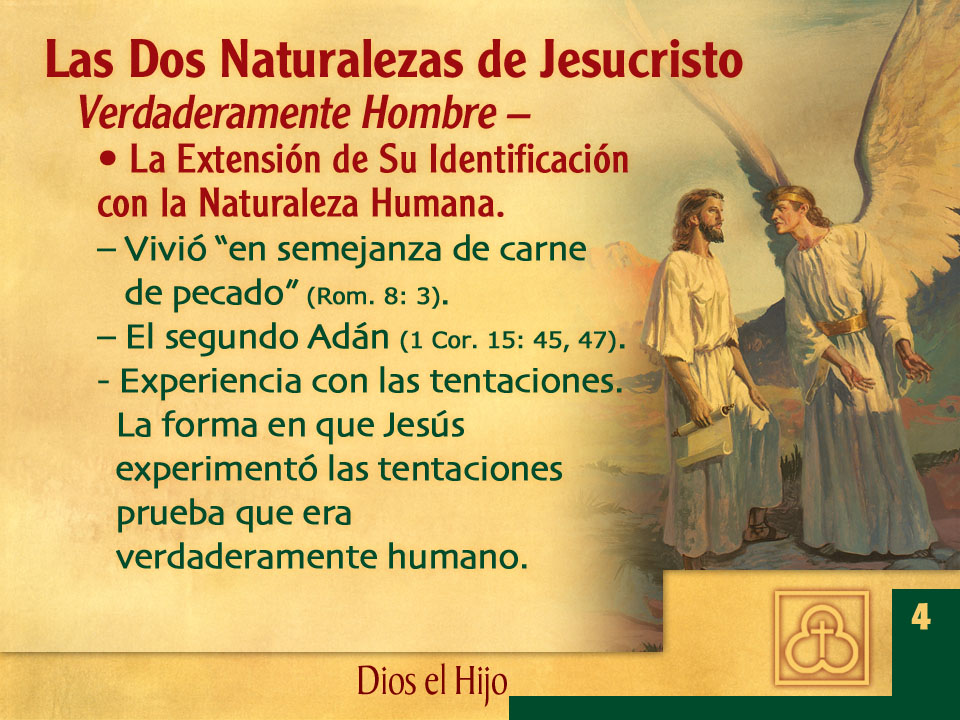 Las Dos Naturalezas de Jesucristo
Verdaderamente Hombre –
• La Extensión de Su Identificación
con la Naturaleza Humana.
– Vivió “en semejanza de carne
de pecado” (Rom. 8: 3).
– El segundo Adán (1 Cor. 15: 45, 47).
- Experiencia con las tentaciones.
La forma en que Jesús
experimentó las tentaciones
prueba que era
verdaderamente humano.
4
Dios el Hijo